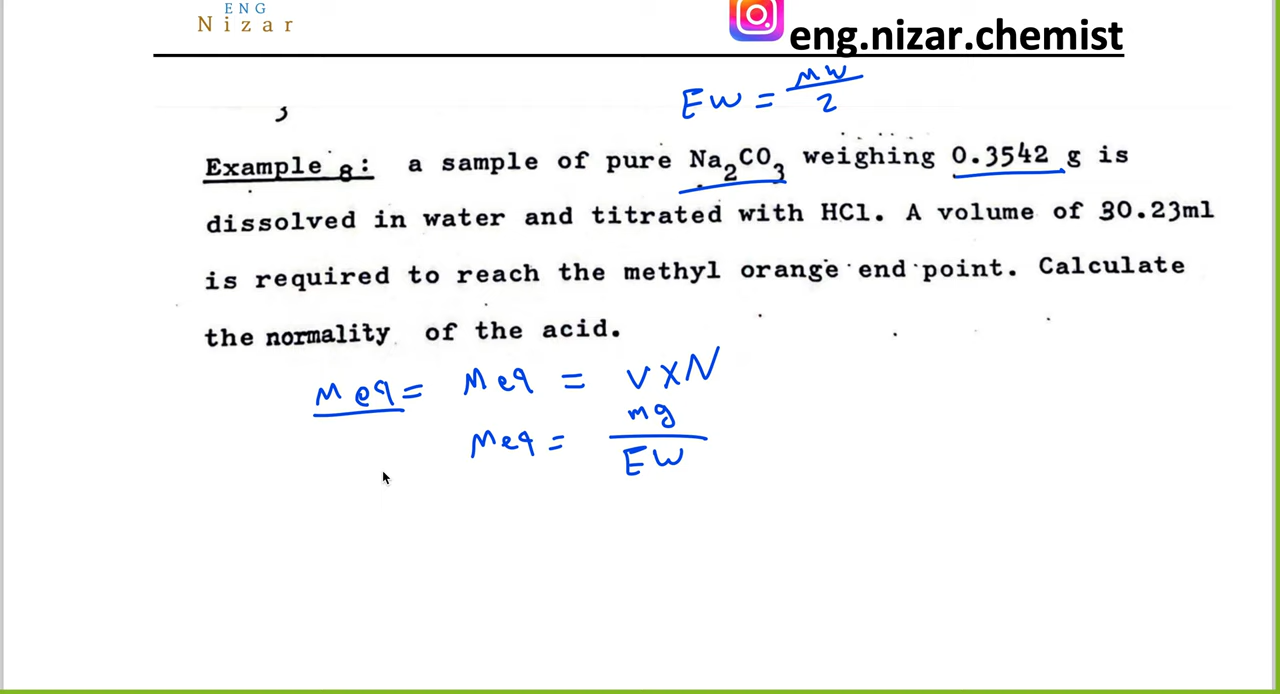 ENG
Nizar
eng.nizar.chemist
EW = MW / 2
Example 8: a sample of pure Na₂CO₃ weighing 0.3542 g is
dissolved in water and titrated with HCl. A volume of 30.23ml
is required to reach the methyl orange end point. Calculate
the normality of the acid.
Meq = Meq = V×N
Meq = mg / EW